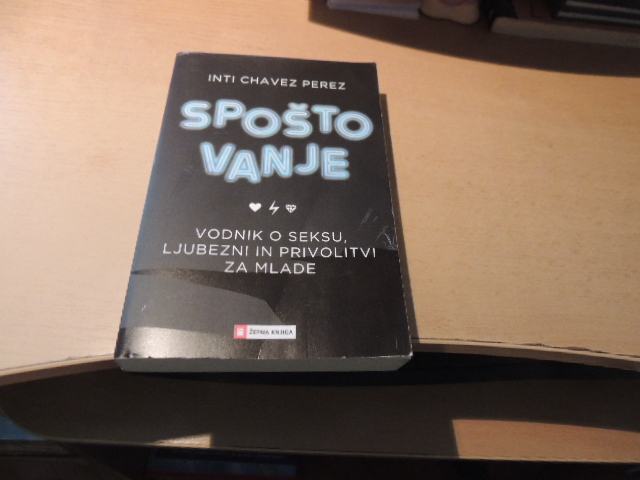 INTI CHAVEZ PEREZ
SPOŠTO
VANJE
VODNIK O SEKSU,
LJUBEZNI IN PRIVOLITVI
ZA MLADE
ŽEPNA KNJIGA